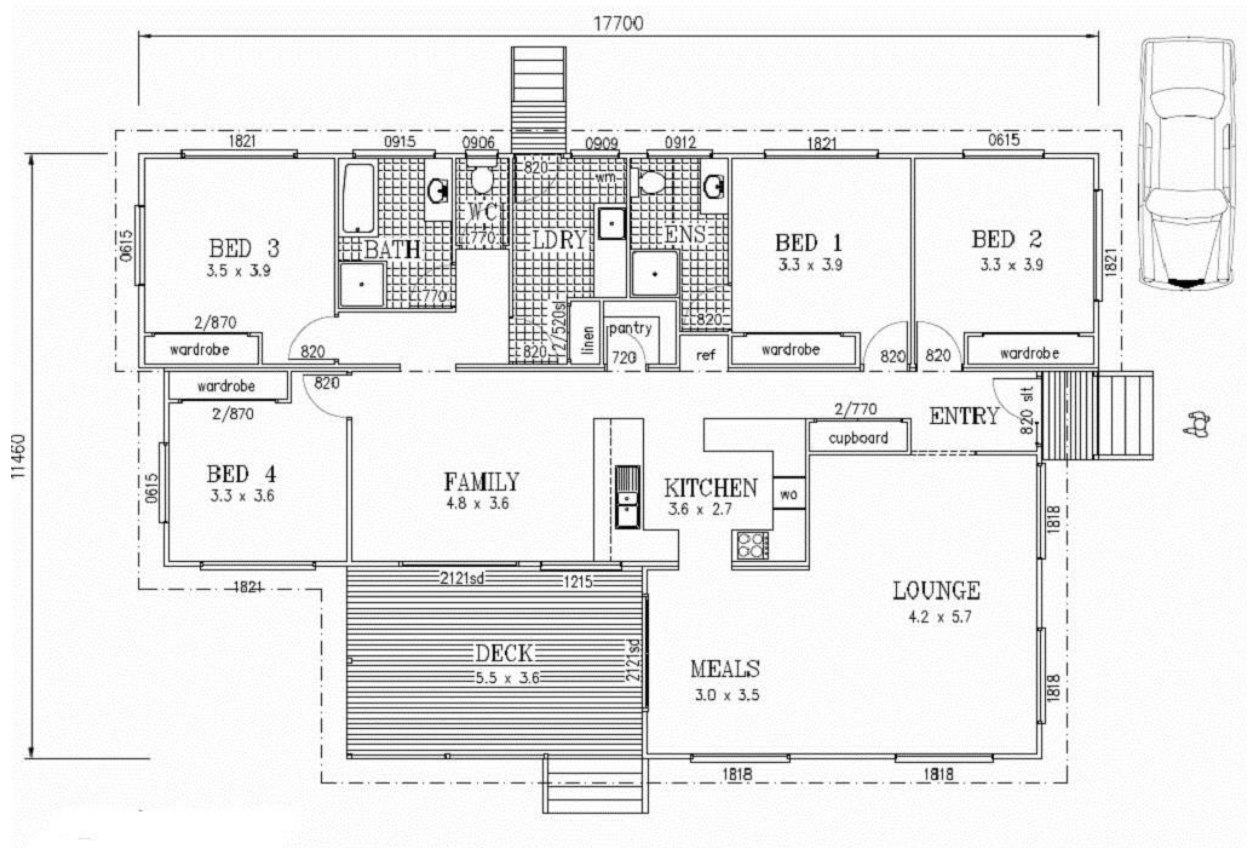 17700
1821
0915
0906
0909
0912
1821
0615
820
wm
WC
770
LDRY
ENS
BED 3
3.5 x 3.9
BATH
BED 1
3.3 x 3.9
BED 2
3.3 x 3.9
0615
1821
770
2/520sl
820
2/870
wardrobe
820
820
linen
pantry
720
ref
wardrobe
820
820
wardrobe
wardrobe
820
2/870
2/770
cupboard
ENTRY
820 slt
11460
0615
BED 4
3.3 x 3.6
FAMILY
4.8 x 3.6
KITCHEN
3.6 x 2.7
wo
1818
1821
2121sd
1215
LOUNGE
4.2 x 5.7
DECK
5.5 x 3.6
2121sd
MEALS
3.0 x 3.5
1818
1818
1818